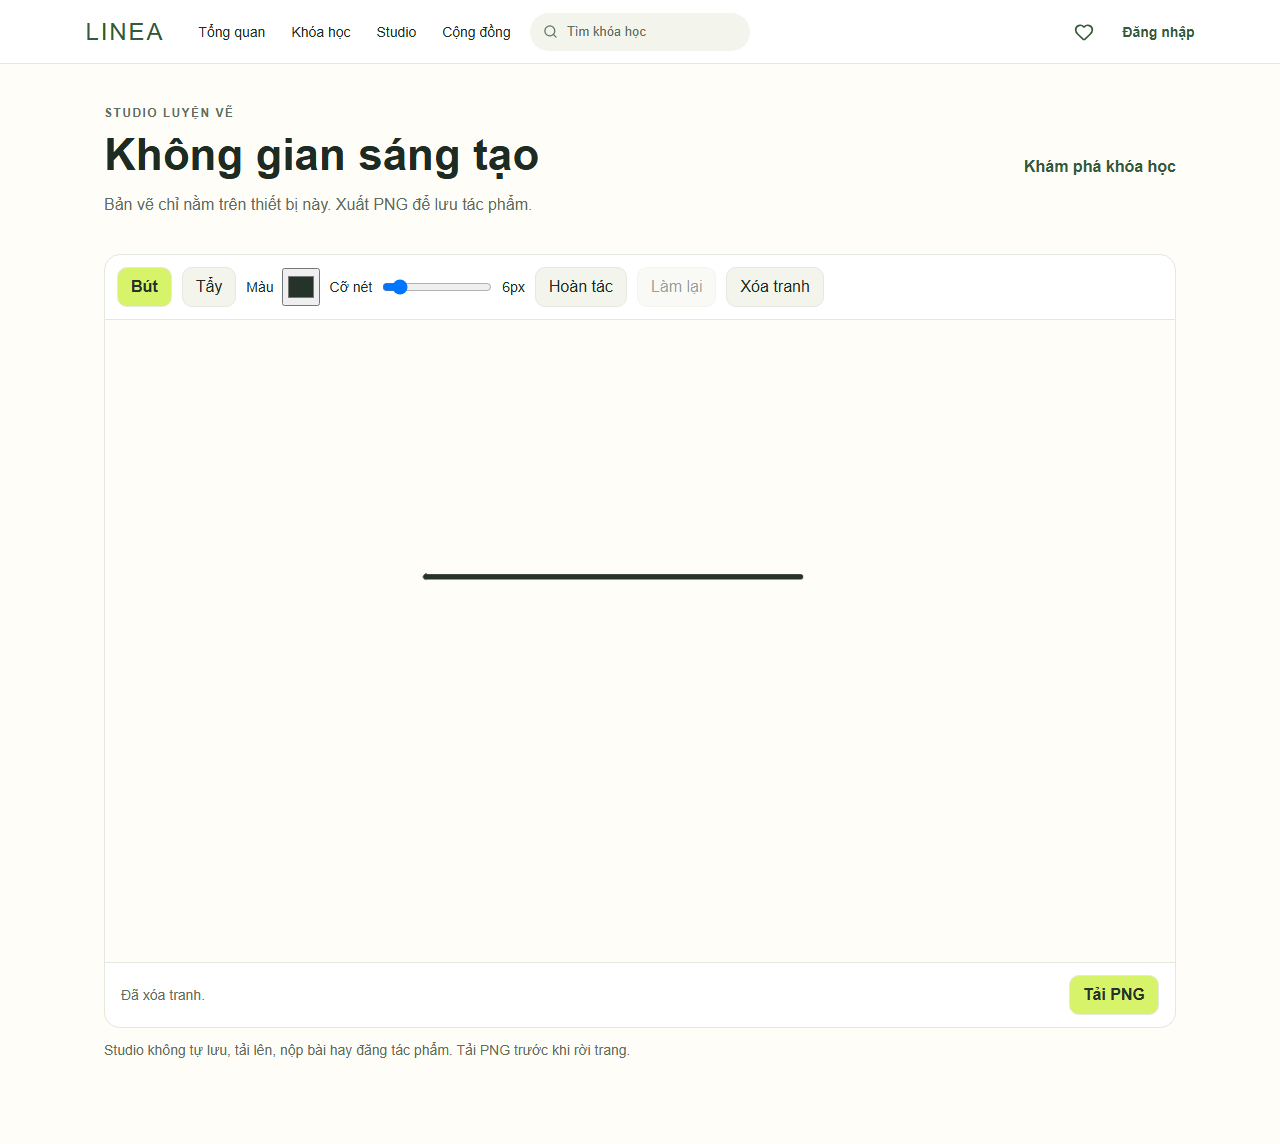 LINEA
Tổng quan
Khóa học
Studio
Cộng đồng
Tìm khóa học
Đăng nhập
STUDIO LUYỆN VẼ
Không gian sáng tạo
Khám phá khóa học
Bản vẽ chỉ nằm trên thiết bị này. Xuất PNG để lưu tác phẩm.
Bút
Tẩy
Màu
Cỡ nét
6px
Hoàn tác
Làm lại
Xóa tranh
Đã xóa tranh.
Tải PNG
Studio không tự lưu, tải lên, nộp bài hay đăng tác phẩm. Tải PNG trước khi rời trang.